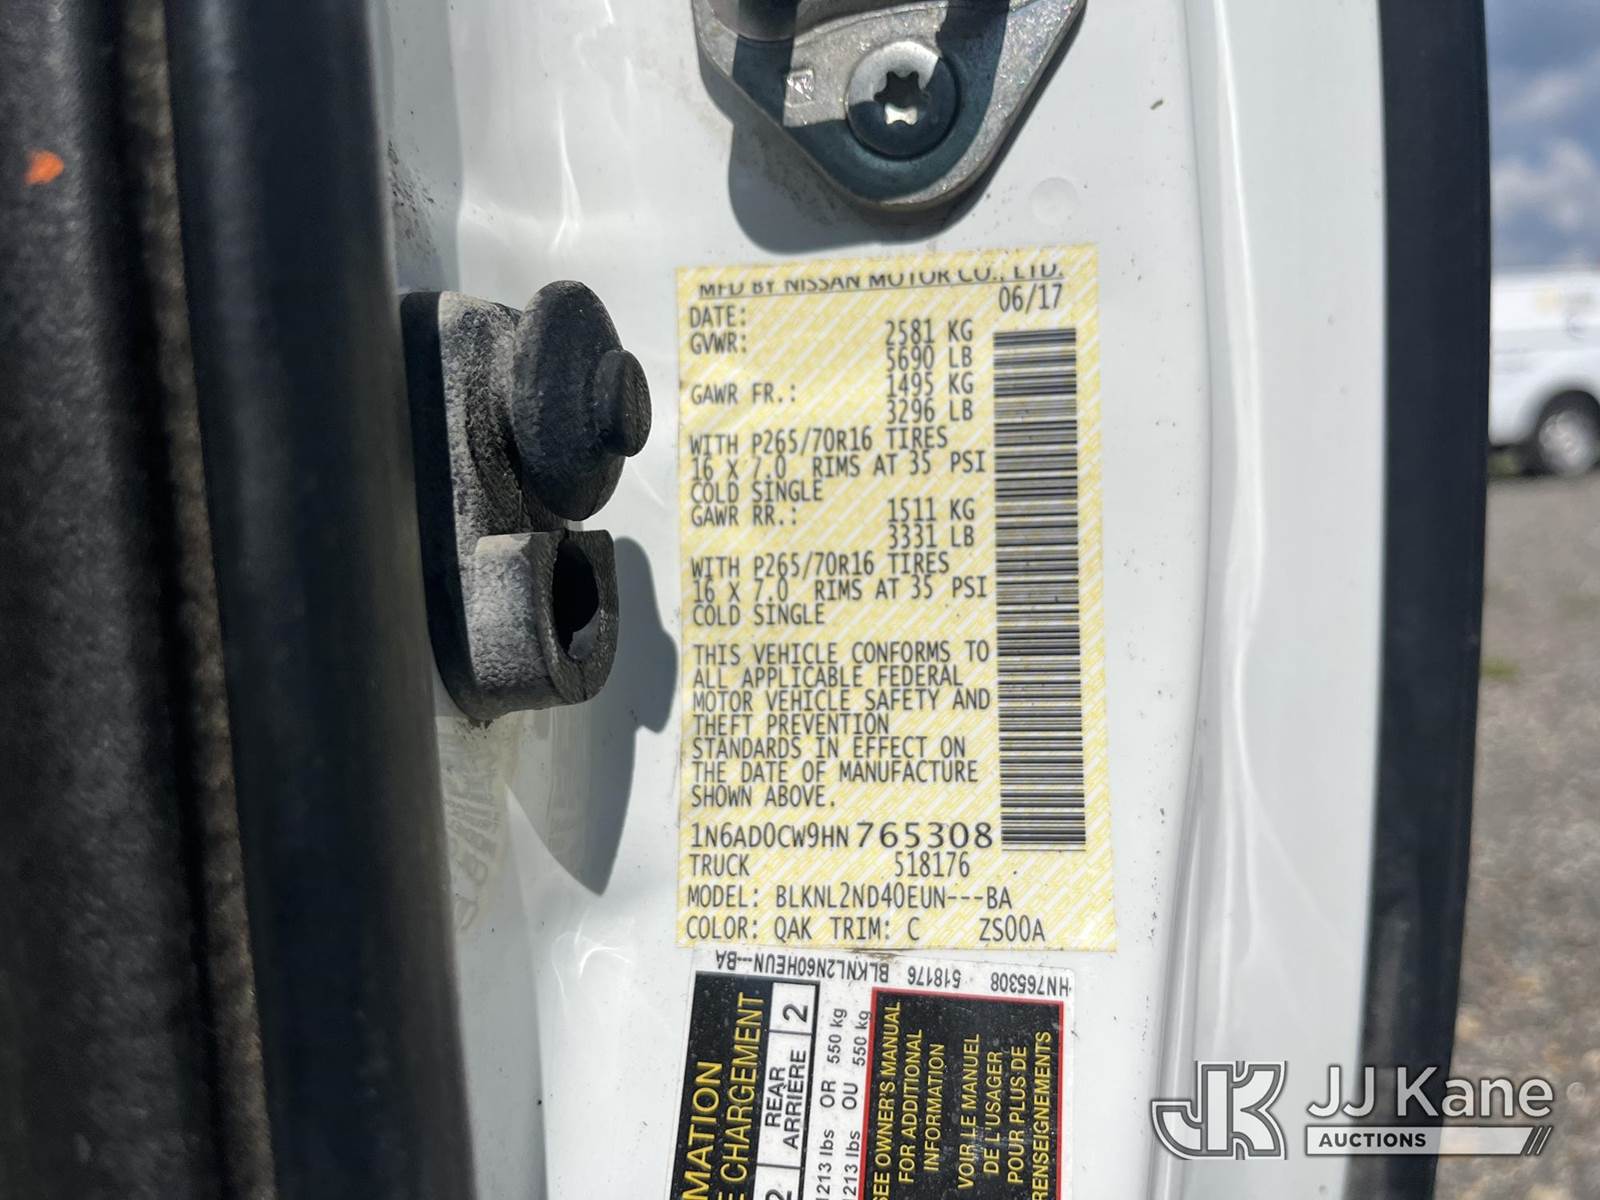 MFD BY NISSAN MOTOR CO., LTD.
DATE: 06/17
GVWR: 2581 KG
5690 LB
GAWR FR.: 1495 KG
3296 LB
WITH P265/70R16 TIRES
16 X 7.0 RIMS AT 35 PSI
COLD SINGLE
GAWR RR.: 1511 KG
3331 LB
WITH P265/70R16 TIRES
16 X 7.0 RIMS AT 35 PSI
COLD SINGLE
THIS VEHICLE CONFORMS TO
ALL APPLICABLE FEDERAL
MOTOR VEHICLE SAFETY AND
THEFT PREVENTION
STANDARDS IN EFFECT ON
THE DATE OF MANUFACTURE
SHOWN ABOVE.
1N6AD0CW9HN765308
TRUCK 518176
MODEL: BLKNL2ND40EUN---BA
COLOR: QAK TRIM: C ZS00A
HN765308 518176 BLKNL2N60HEUN---BA
MATION
E CHARGEMENT
2 REAR 2
ARRIÈRE
1213 lbs OR 550 kg
1213 lbs OU 550 kg
SEE OWNER'S MANUAL
FOR ADDITIONAL
INFORMATION
VOIR LE MANUEL
DE L'USAGER
POUR PLUS DE
RENSEIGNEMENTS
JK JJ Kane
AUCTIONS